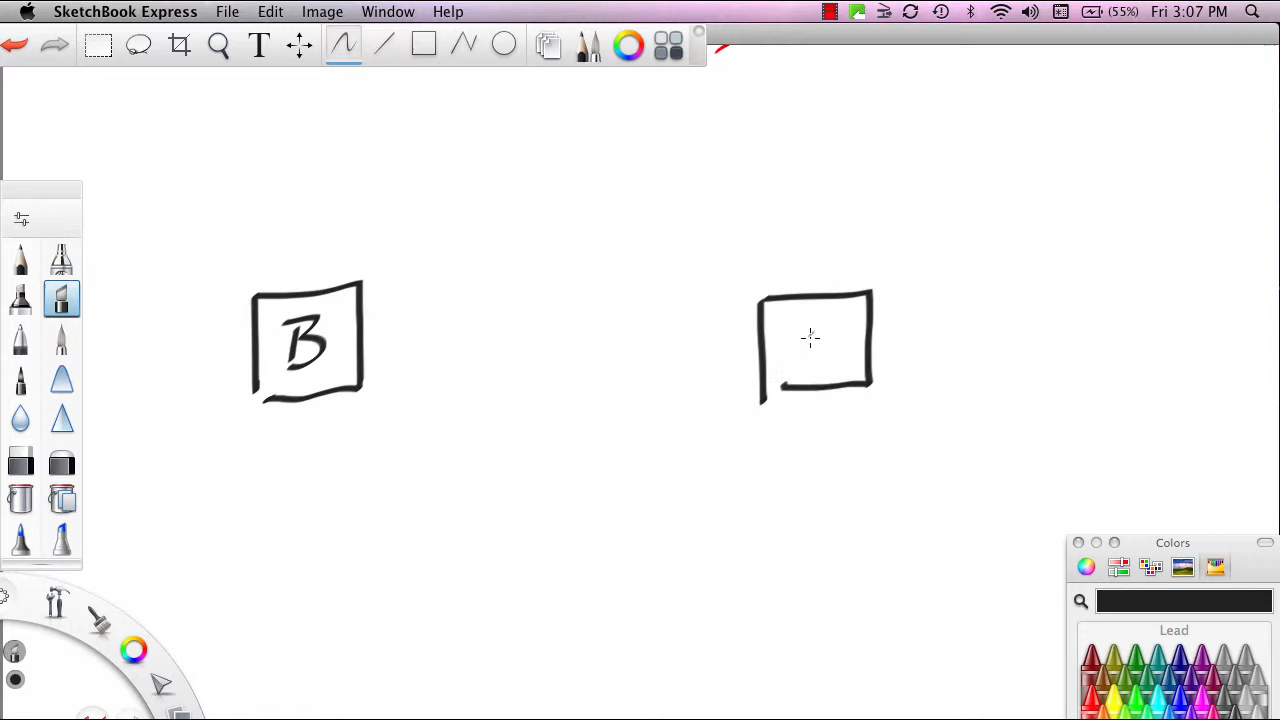 SketchBook Express File Edit Image Window Help (55%) Fri 3:07 PM
T
B
Colors
Lead